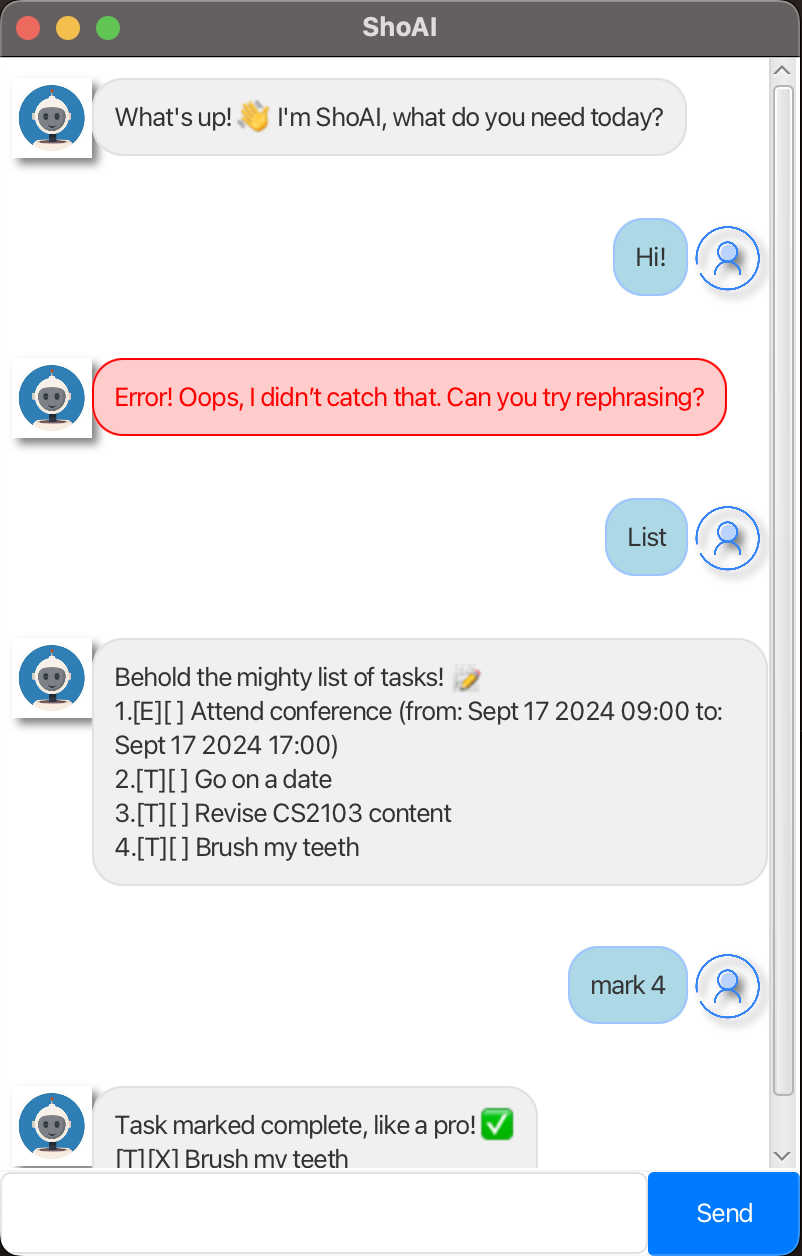 ShoAI
What's up! 👋 I'm ShoAI, what do you need today?
Hi!
Error! Oops, I didn’t catch that. Can you try rephrasing?
List
Behold the mighty list of tasks! 📝
1.[E][ ] Attend conference (from: Sept 17 2024 09:00 to:
Sept 17 2024 17:00)
2.[T][ ] Go on a date
3.[T][ ] Revise CS2103 content
4.[T][ ] Brush my teeth
mark 4
Task marked complete, like a pro! ✅
[T][X] Brush my teeth
Send